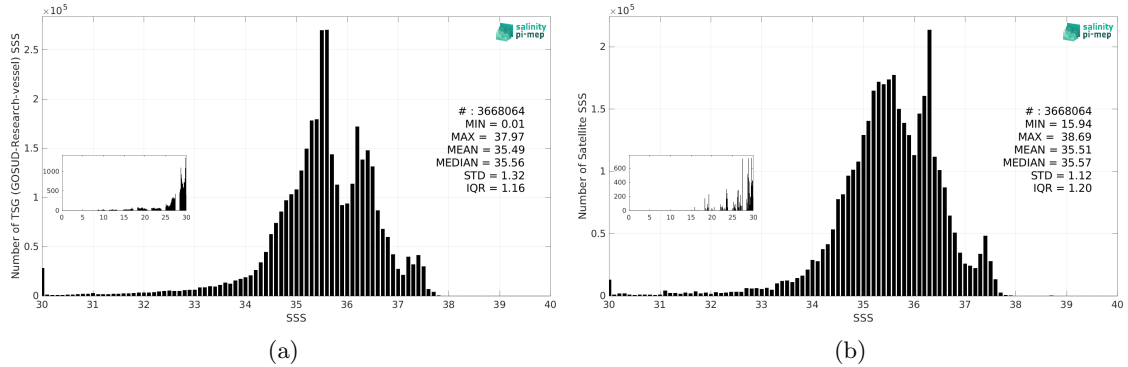 ×10^5
salinity
pi-mep
Number of TSG (GOSUD-Research-vessel) SSS
2.5
2
1.5
1
0.5
0
# : 3668064
MIN = 0.01
MAX = 37.97
MEAN = 35.49
MEDIAN = 35.56
STD = 1.32
IQR = 1.16
1000
500
0
0 5 10 15 20 25 30
30 31 32 33 34 35 36 37 38 39 40
SSS
(a)
×10^5
salinity
pi-mep
Number of Satellite SSS
2
1.5
1
0.5
0
# : 3668064
MIN = 15.94
MAX = 38.69
MEAN = 35.51
MEDIAN = 35.57
STD = 1.12
IQR = 1.20
600
400
200
0
0 5 10 15 20 25 30
30 31 32 33 34 35 36 37 38 39 40
SSS
(b)